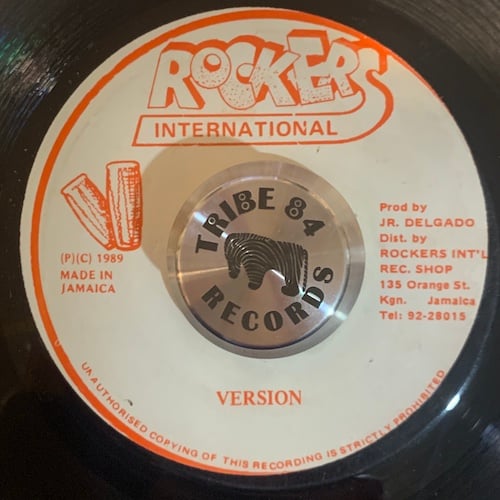 ROCKERS
INTERNATIONAL
TRIBE 84
RECORDS
(P)(C) 1989
MADE IN
JAMAICA
Prod by
JR. DELGADO
Dist. by
ROCKERS INT'L
REC. SHOP
135 Orange St.
Kgn. Jamaica
Tel: 92-28015
VERSION
UNAUTHORISED COPYING OF THIS RECORDING IS STRICTLY PROHIBITED